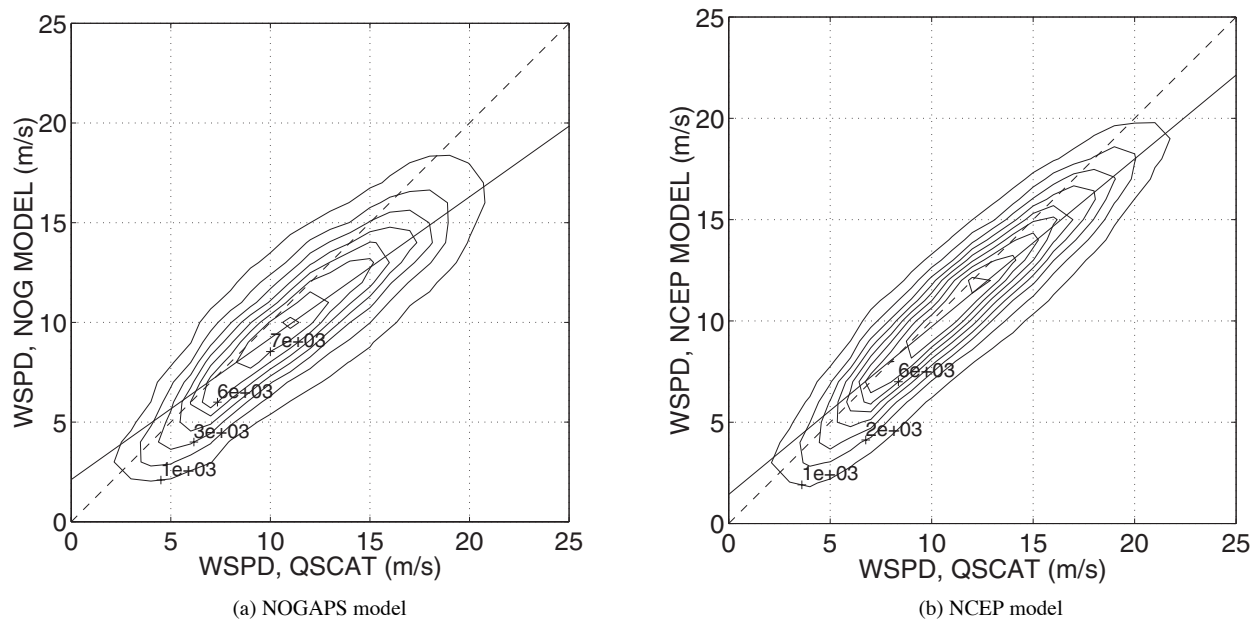 25
20
15
10
5
0
WSPD, NOG MODEL (m/s)
7e+03
6e+03
3e+03
1e+03
0 5 10 15 20 25
WSPD, QSCAT (m/s)
(a) NOGAPS model
25
20
15
10
5
0
WSPD, NCEP MODEL (m/s)
6e+03
2e+03
1e+03
0 5 10 15 20 25
WSPD, QSCAT (m/s)
(b) NCEP model